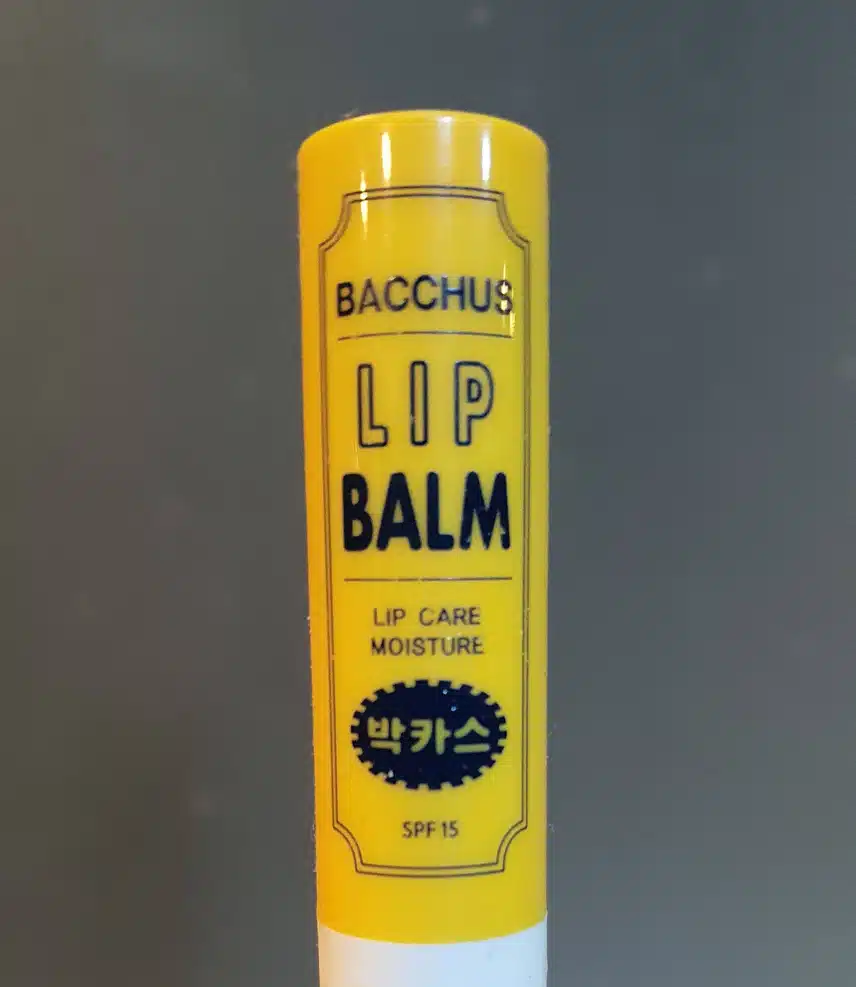 BACCHUS
LIP
BALM
LIP CARE
MOISTURE
박카스
SPF 15